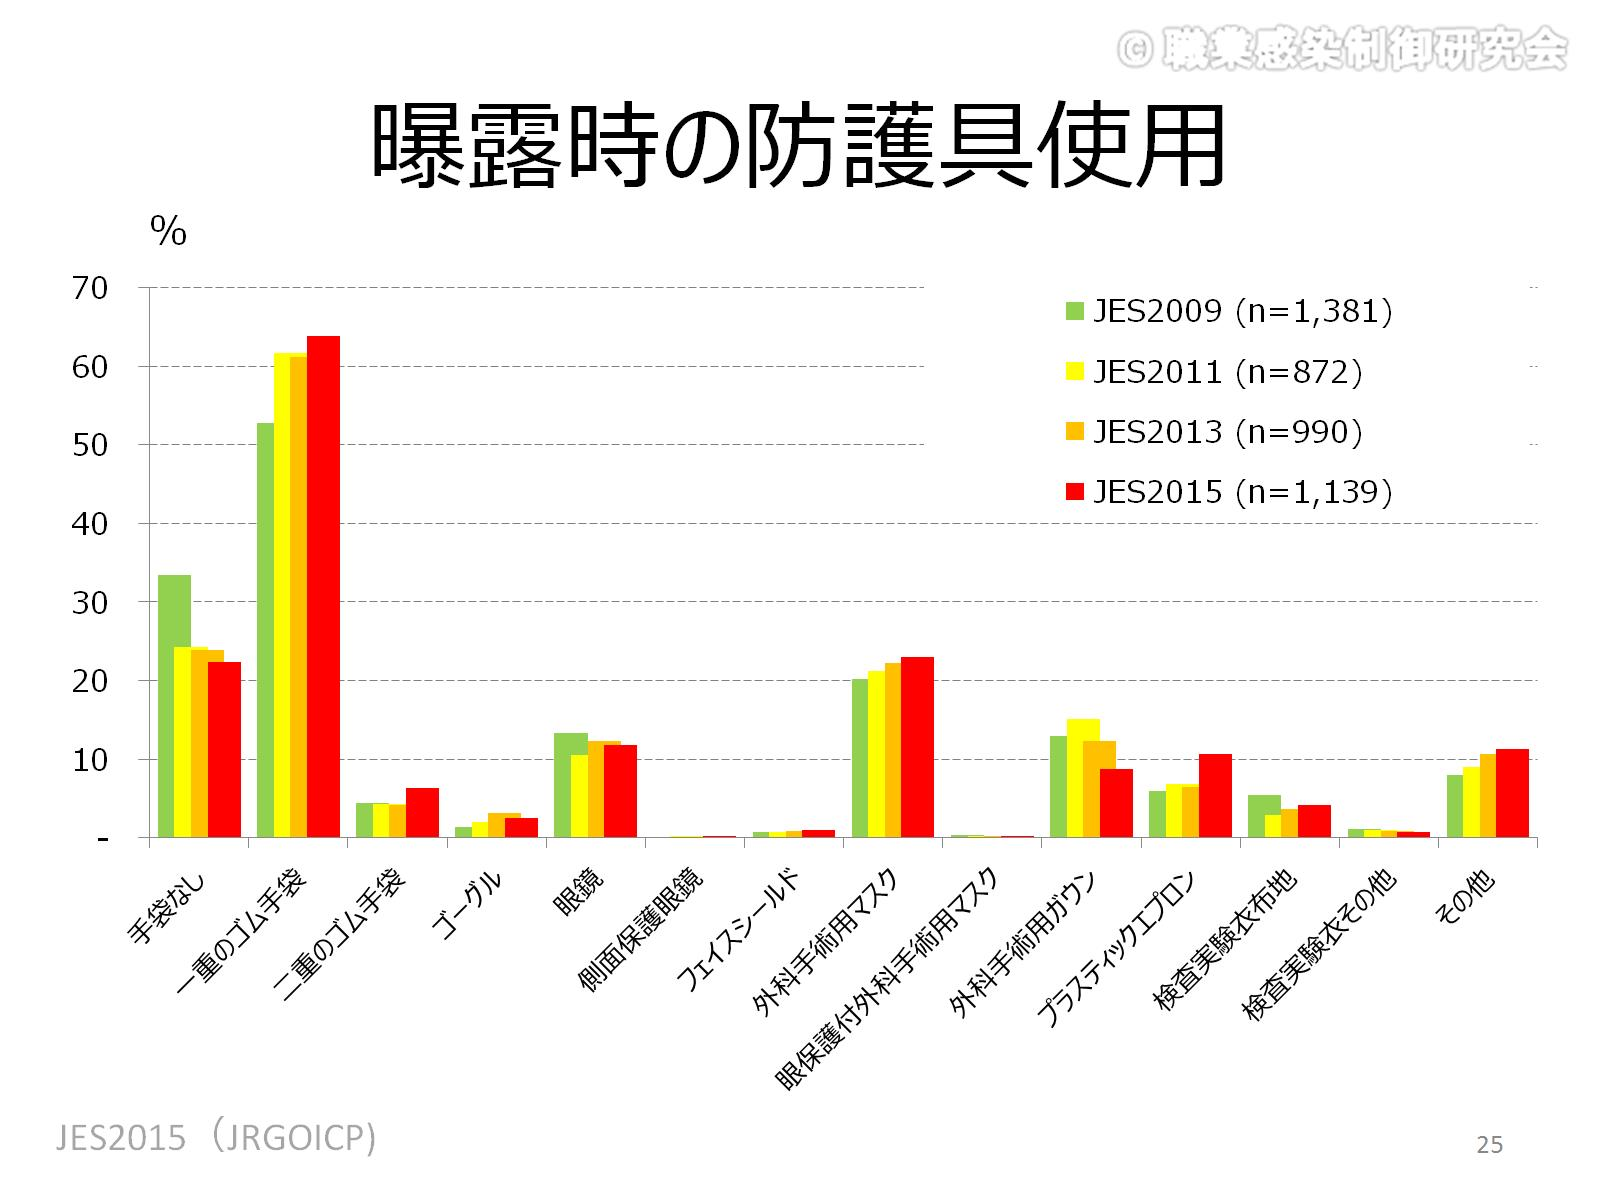 © 職業感染制御研究会
曝露時の防護具使用
%
70
60
50
40
30
20
10
-
JES2009 (n=1,381)
JES2011 (n=872)
JES2013 (n=990)
JES2015 (n=1,139)
手袋なし
一重のゴム手袋
二重のゴム手袋
ゴーグル
眼鏡
側面保護眼鏡
フェイスシールド
外科手術用マスク
眼保護付外科手術用マスク
外科手術用ガウン
プラスティックエプロン
検査実験衣布地
検査実験衣その他
その他
JES2015（JRGOICP)
25